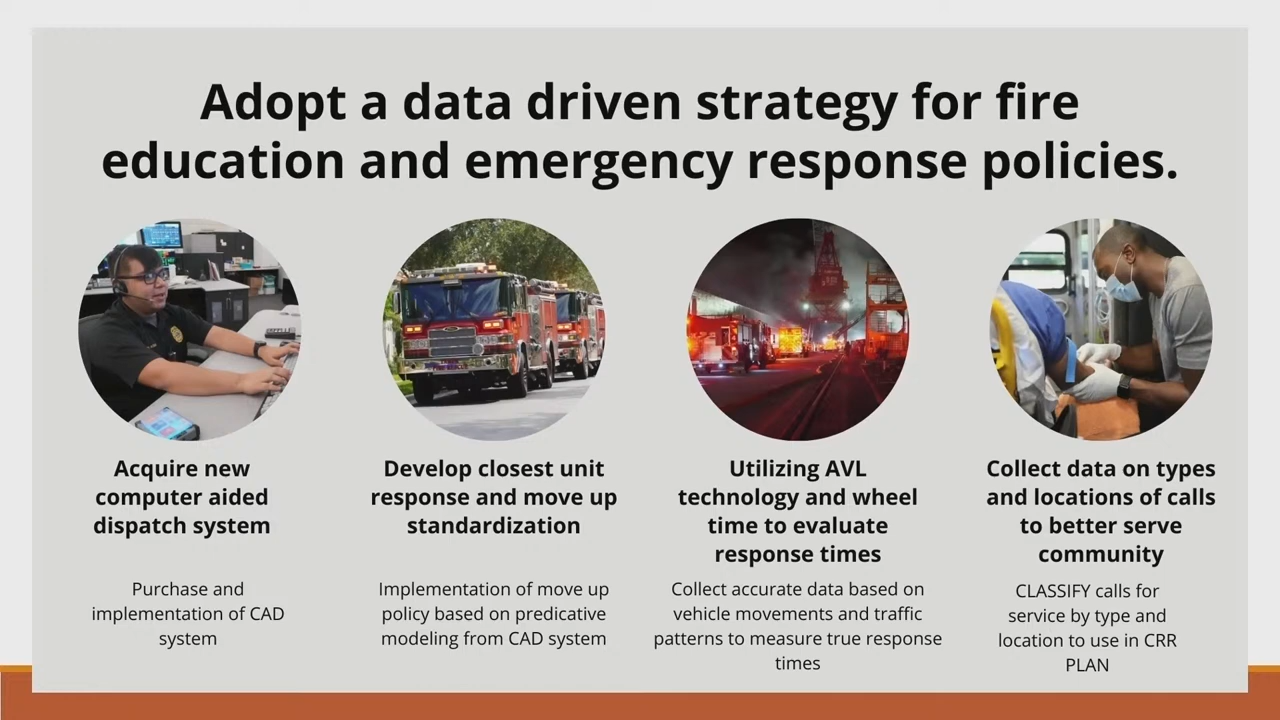 Adopt a data driven strategy for fire
education and emergency response policies.
Acquire new
computer aided
dispatch system
Purchase and
implementation of CAD
system
Develop closest unit
response and move up
standardization
Implementation of move up
policy based on predicative
modeling from CAD system
Utilizing AVL
technology and wheel
time to evaluate
response times
Collect accurate data based on
vehicle movements and traffic
patterns to measure true response
times
Collect data on types
and locations of calls
to better serve
community
CLASSIFY calls for
service by type and
location to use in CRR
PLAN